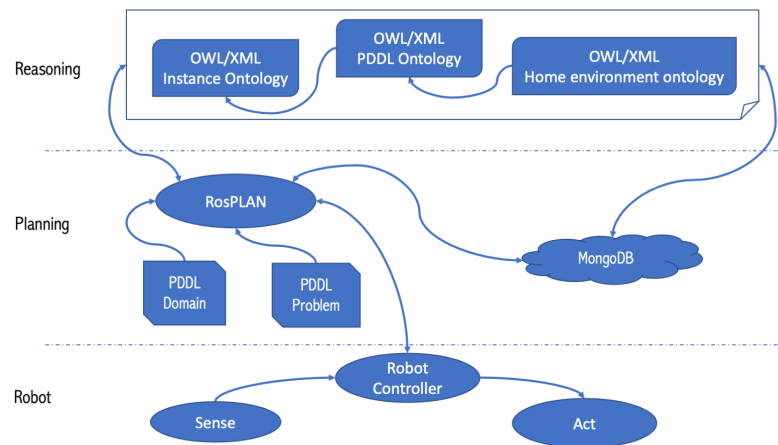 Reasoning
OWL/XML
Instance Ontology
OWL/XML
PDDL Ontology
OWL/XML
Home environment ontology
Planning
RosPLAN
MongoDB
PDDL
Domain
PDDL
Problem
Robot
Robot
Controller
Sense
Act